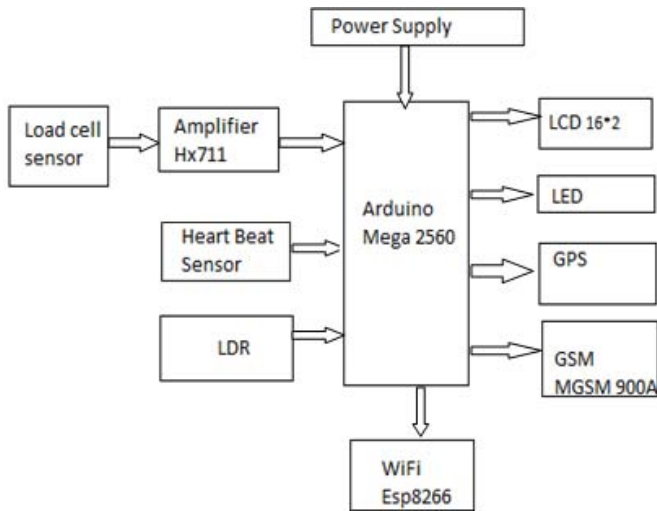 Power Supply
Load cell
sensor
Amplifier
Hx711
Heart Beat
Sensor
LDR
Arduino
Mega 2560
LCD 16*2
LED
GPS
GSM
MGSM 900A
WiFi
Esp8266